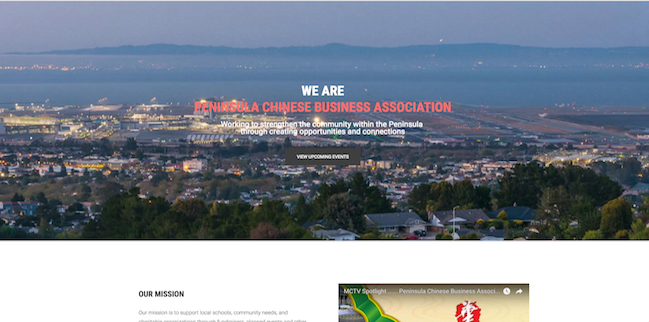 WE ARE
PENINSULA CHINESE BUSINESS ASSOCIATION
Working to strengthen the community within the Peninsula
through creating opportunities and connections
VIEW UPCOMING EVENTS
OUR MISSION
MCTV Spotlight ... Peninsula Chinese Business Associ...
Our mission is to support local schools, community needs, and